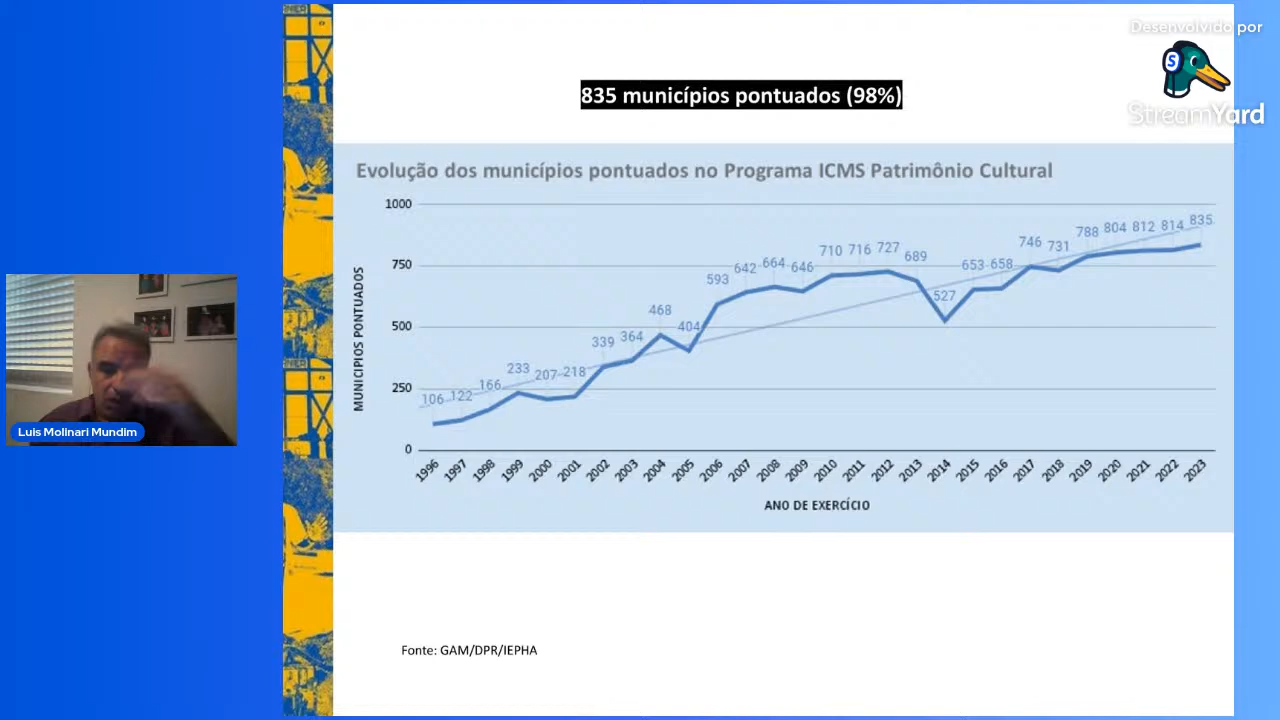 Desenvolvido por
StreamYard
835 municípios pontuados (98%)
Evolução dos municípios pontuados no Programa ICMS Patrimônio Cultural
MUNICIPIOS PONTUADOS
1000
750
500
250
0
106 122 166 233 207 218 339 364 468 404 593 642 664 646 710 716 727 689 527 653 658 746 731 788 804 812 814 835
1996 1997 1998 1999 2000 2001 2002 2003 2004 2005 2006 2007 2008 2009 2010 2011 2012 2013 2014 2015 2016 2017 2018 2019 2020 2021 2022 2023
ANO DE EXERCÍCIO
Luis Molinari Mundim
Fonte: GAM/DPR/IEPHA